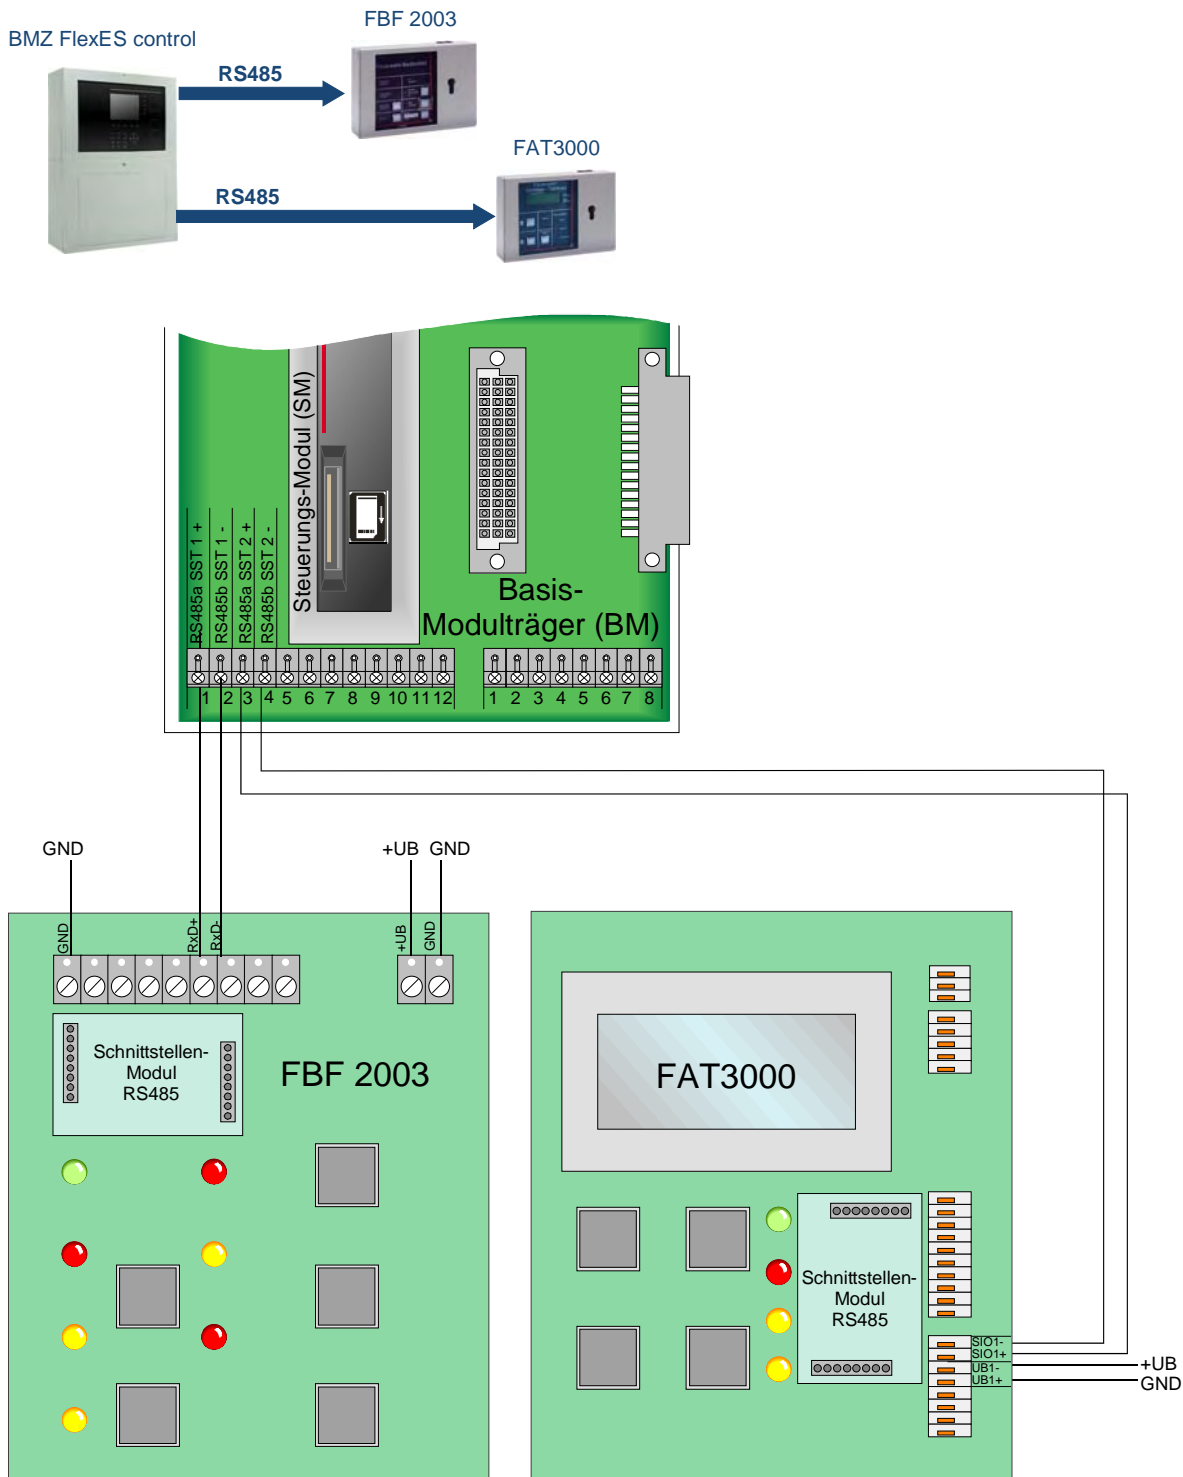 FBF 2003
BMZ FlexES control
RS485
FAT3000
RS485
RS485a SST 1 +
RS485b SST 1 -
RS485a SST 2 +
RS485b SST 2 -
Steuerungs-Modul (SM)
Basis-
Modulträger (BM)
1 2 3 4 5 6 7 8 9 10 11 12
1 2 3 4 5 6 7 8
GND
+UB GND
GND
RxD+
RxD-
+UB
GND
Schnittstellen-
Modul
RS485
FBF 2003
FAT3000
Schnittstellen-
Modul
RS485
SIO1-
SIO1+
UB1-
UB1+
+UB
GND